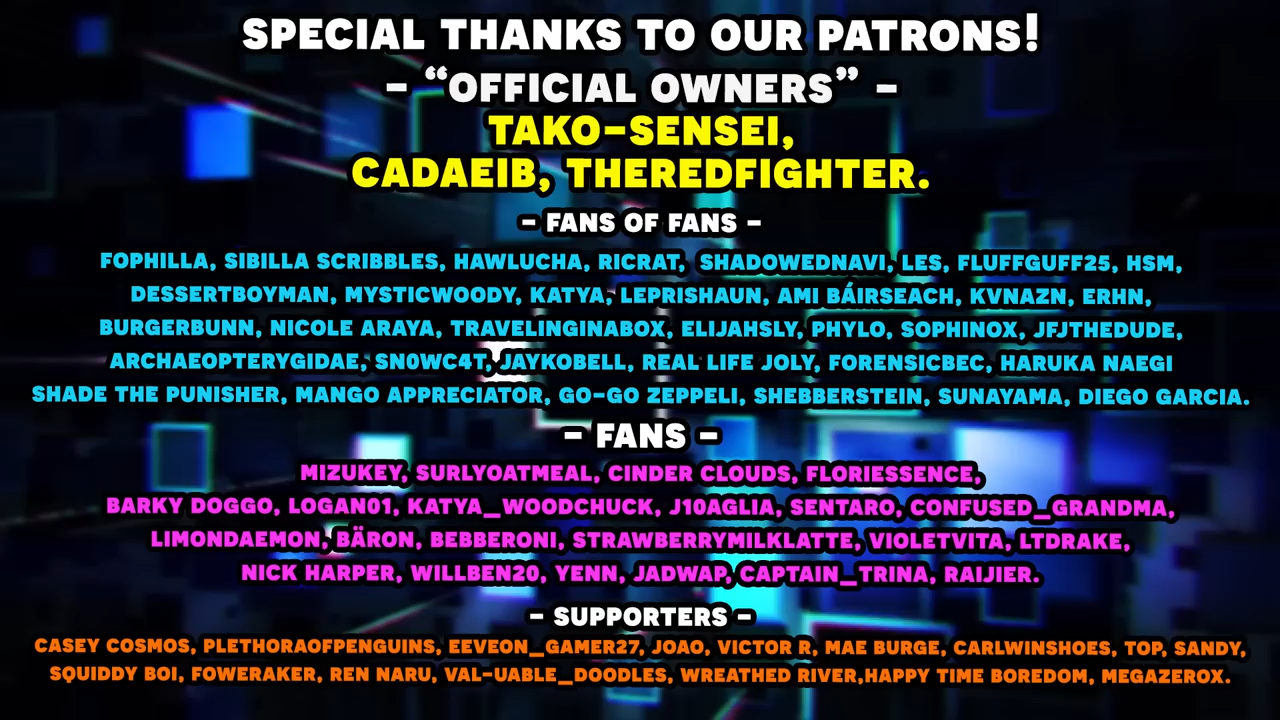 SPECIAL THANKS TO OUR PATRONS!
- “OFFICIAL OWNERS” -
TAKO-SENSEI,
CADAEIB, THEREDFIGHTER.
- FANS OF FANS -
FOPHILLA, SIBILLA SCRIBBLES, HAWLUCHA, RICRAT, SHADOWEDNAVI, LES, FLUFFGUFF25, HSM,
DESSERTBOYMAN, MYSTICWOODY, KATYA, LEPRISHAUN, AMI BÁIRSEACH, KVNAZN, ERHN,
BURGERBUNN, NICOLE ARAYA, TRAVELINGINABOX, ELIJAHSLY, PHYLO, SOPHINOX, JFJTHEDUDE,
ARCHAEOPTERYGIDAE, SN0WC4T, JAYKOBELL, REAL LIFE JOLY, FORENSICBEC, HARUKA NAEGI
SHADE THE PUNISHER, MANGO APPRECIATOR, GO-GO ZEPPELI, SHEBBERSTEIN, SUNAYAMA, DIEGO GARCIA.
- FANS -
MIZUKEY, SURLYOATMEAL, CINDER CLOUDS, FLORIESSENCE,
BARKY DOGGO, LOGAN01, KATYA_WOODCHUCK, J10AGLIA, SENTARO, CONFUSED_GRANDMA,
LIMONDAEMON, BÄRON, BEBBERONI, STRAWBERRYMILKLATTE, VIOLETVITA, LTDRAKE,
NICK HARPER, WILLBEN20, YENN, JADWAP, CAPTAIN_TRINA, RAIJIER.
- SUPPORTERS -
CASEY COSMOS, PLETHORAOFPENGUINS, EEVEON_GAMER27, JOAO, VICTOR R, MAE BURGE, CARLWINSHOES, TOP, SANDY,
SQUIDDY BOI, FOWERAKER, REN NARU, VAL-UABLE_DOODLES, WREATHED RIVER,HAPPY TIME BOREDOM, MEGAZEROX.